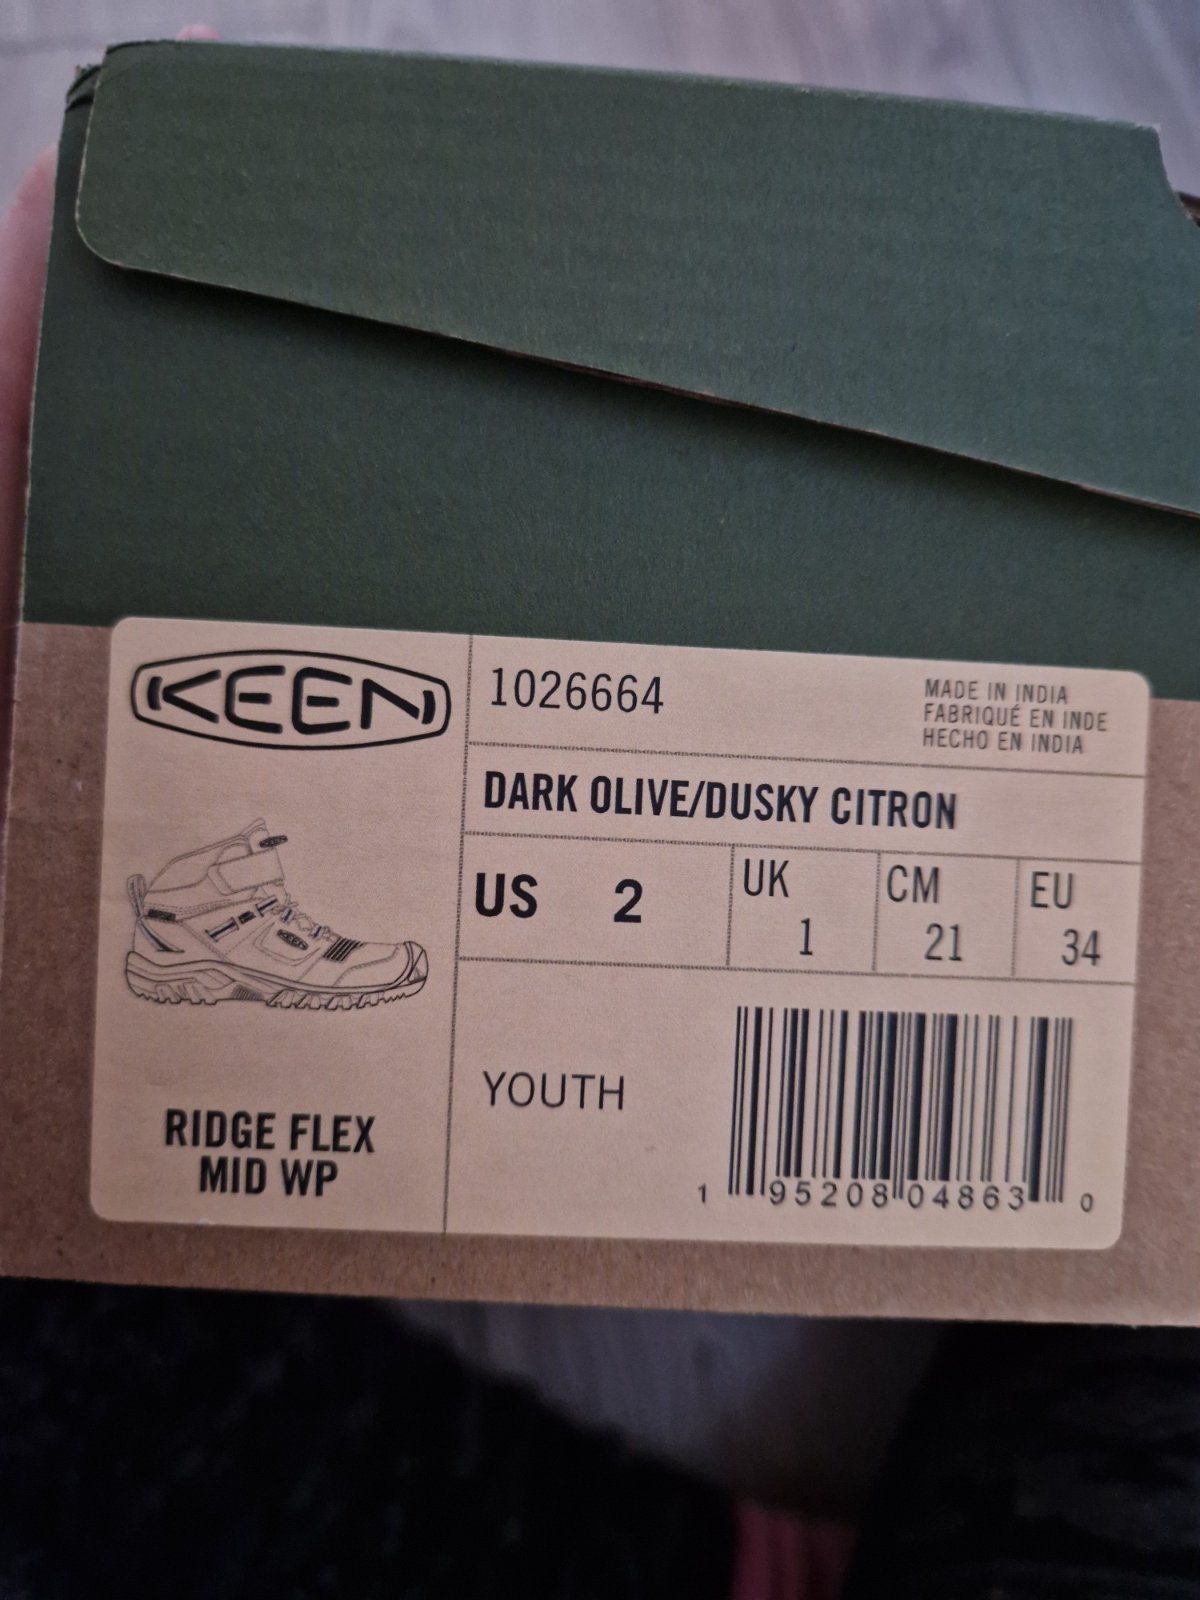 KEEN
1026664
MADE IN INDIA
FABRIQUÉ EN INDE
HECHO EN INDIA
DARK OLIVE/DUSKY CITRON
US 2
UK 1
CM 21
EU 34
YOUTH
RIDGE FLEX
MID WP
1 95208 04863 0